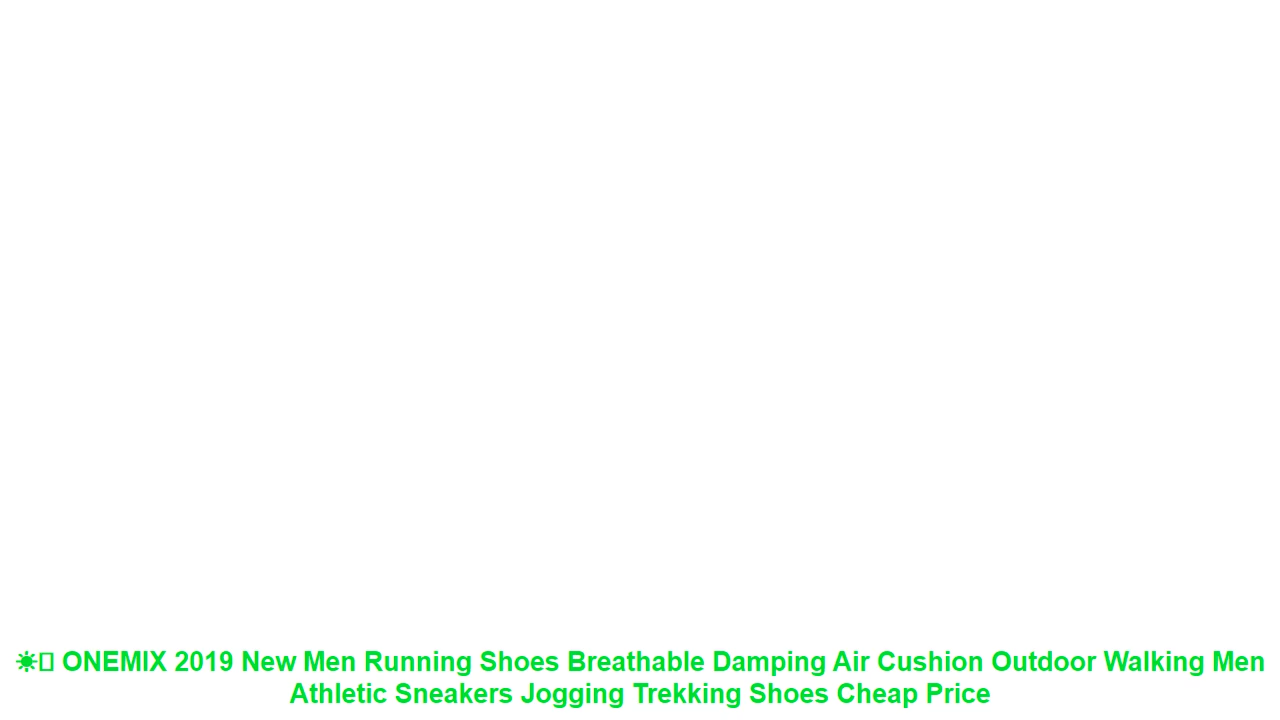 ☀️ ONEMIX 2019 New Men Running Shoes Breathable Damping Air Cushion Outdoor Walking Men
Athletic Sneakers Jogging Trekking Shoes Cheap Price